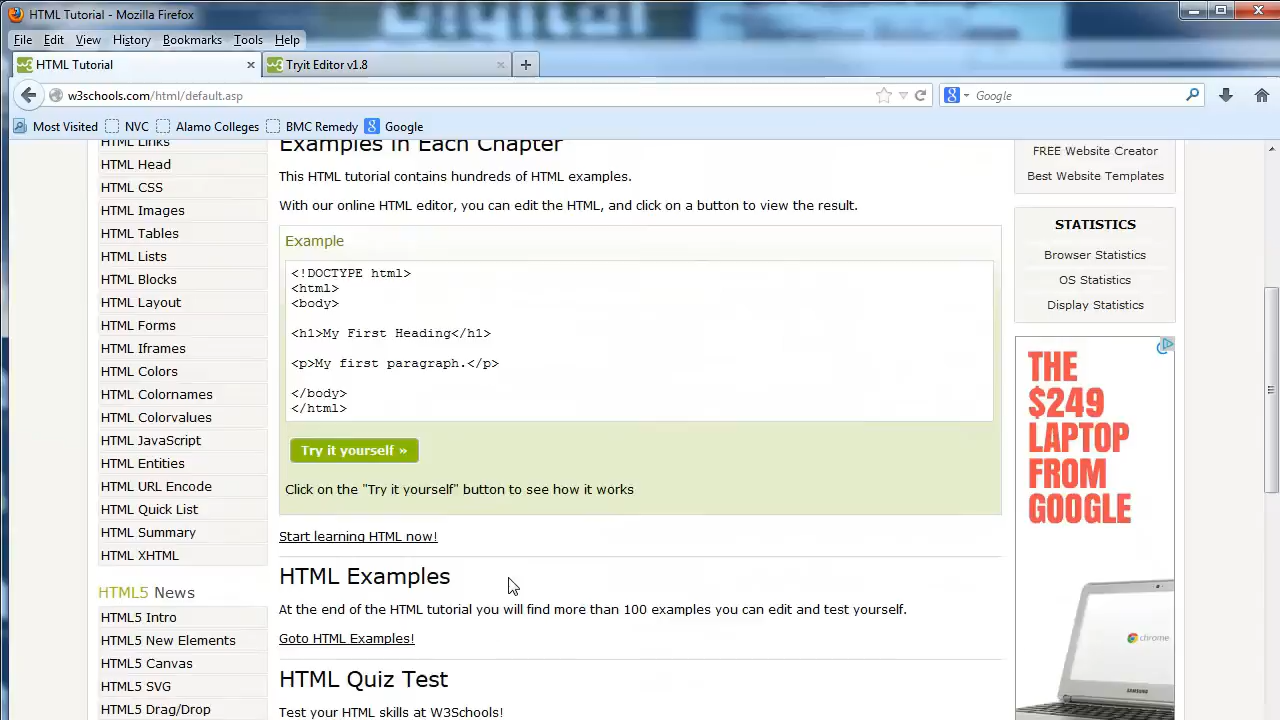 HTML Tutorial - Mozilla Firefox
File Edit View History Bookmarks Tools Help
HTML Tutorial
Tryit Editor v1.8
w3schools.com/html/default.asp
Google
Most Visited NVC Alamo Colleges BMC Remedy Google
HTML Links
HTML Head
HTML CSS
HTML Images
HTML Tables
HTML Lists
HTML Blocks
HTML Layout
HTML Forms
HTML Iframes
HTML Colors
HTML Colornames
HTML Colorvalues
HTML JavaScript
HTML Entities
HTML URL Encode
HTML Quick List
HTML Summary
HTML XHTML
HTML5 News
HTML5 Intro
HTML5 New Elements
HTML5 Canvas
HTML5 SVG
HTML5 Drag/Drop
Examples in Each Chapter
This HTML tutorial contains hundreds of HTML examples.
With our online HTML editor, you can edit the HTML, and click on a button to view the result.
Example
<!DOCTYPE html>
<html>
<body>
<h1>My First Heading</h1>
<p>My first paragraph.</p>
</body>
</html>
Try it yourself »
Click on the "Try it yourself" button to see how it works
Start learning HTML now!
HTML Examples
At the end of the HTML tutorial you will find more than 100 examples you can edit and test yourself.
Goto HTML Examples!
HTML Quiz Test
Test your HTML skills at W3Schools!
FREE Website Creator
Best Website Templates
STATISTICS
Browser Statistics
OS Statistics
Display Statistics
THE
$249
LAPTOP
FROM
GOOGLE
chrome
SAMSUNG